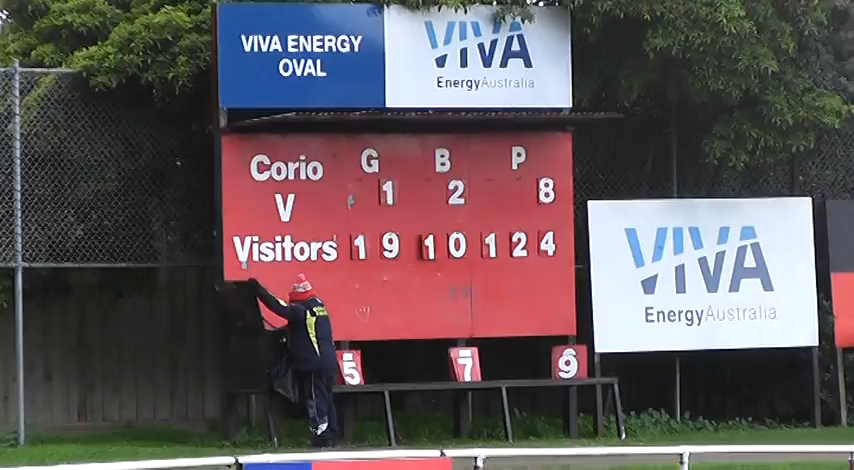 VIVA ENERGY
OVAL
VIVA
EnergyAustralia
G B P
Corio 1 2 8
V
Visitors 19 10 124
VIVA
EnergyAustralia
5 7 9